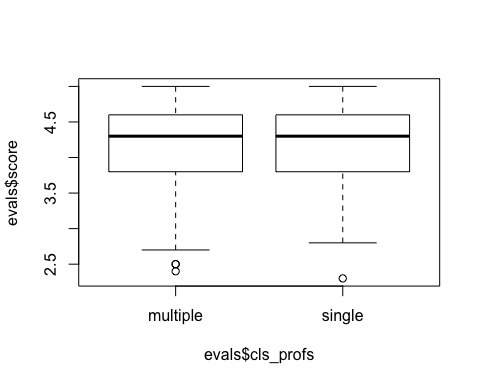 evals$score
4.5
3.5
2.5
multiple single
evals$cls_profs